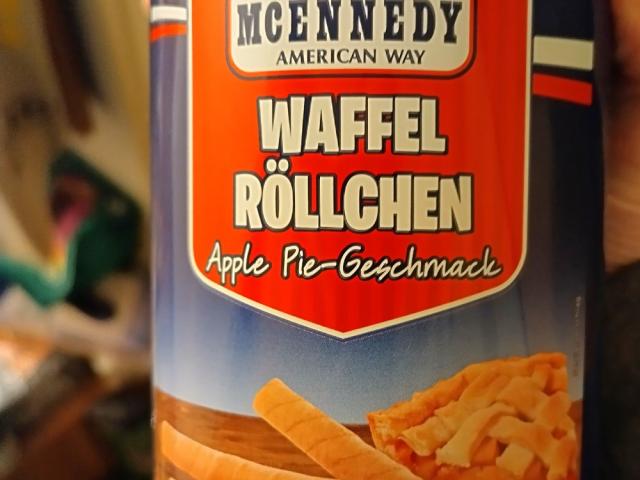 MCENNEDY
AMERICAN WAY
WAFFEL
RÖLLCHEN
Apple Pie-Geschmack